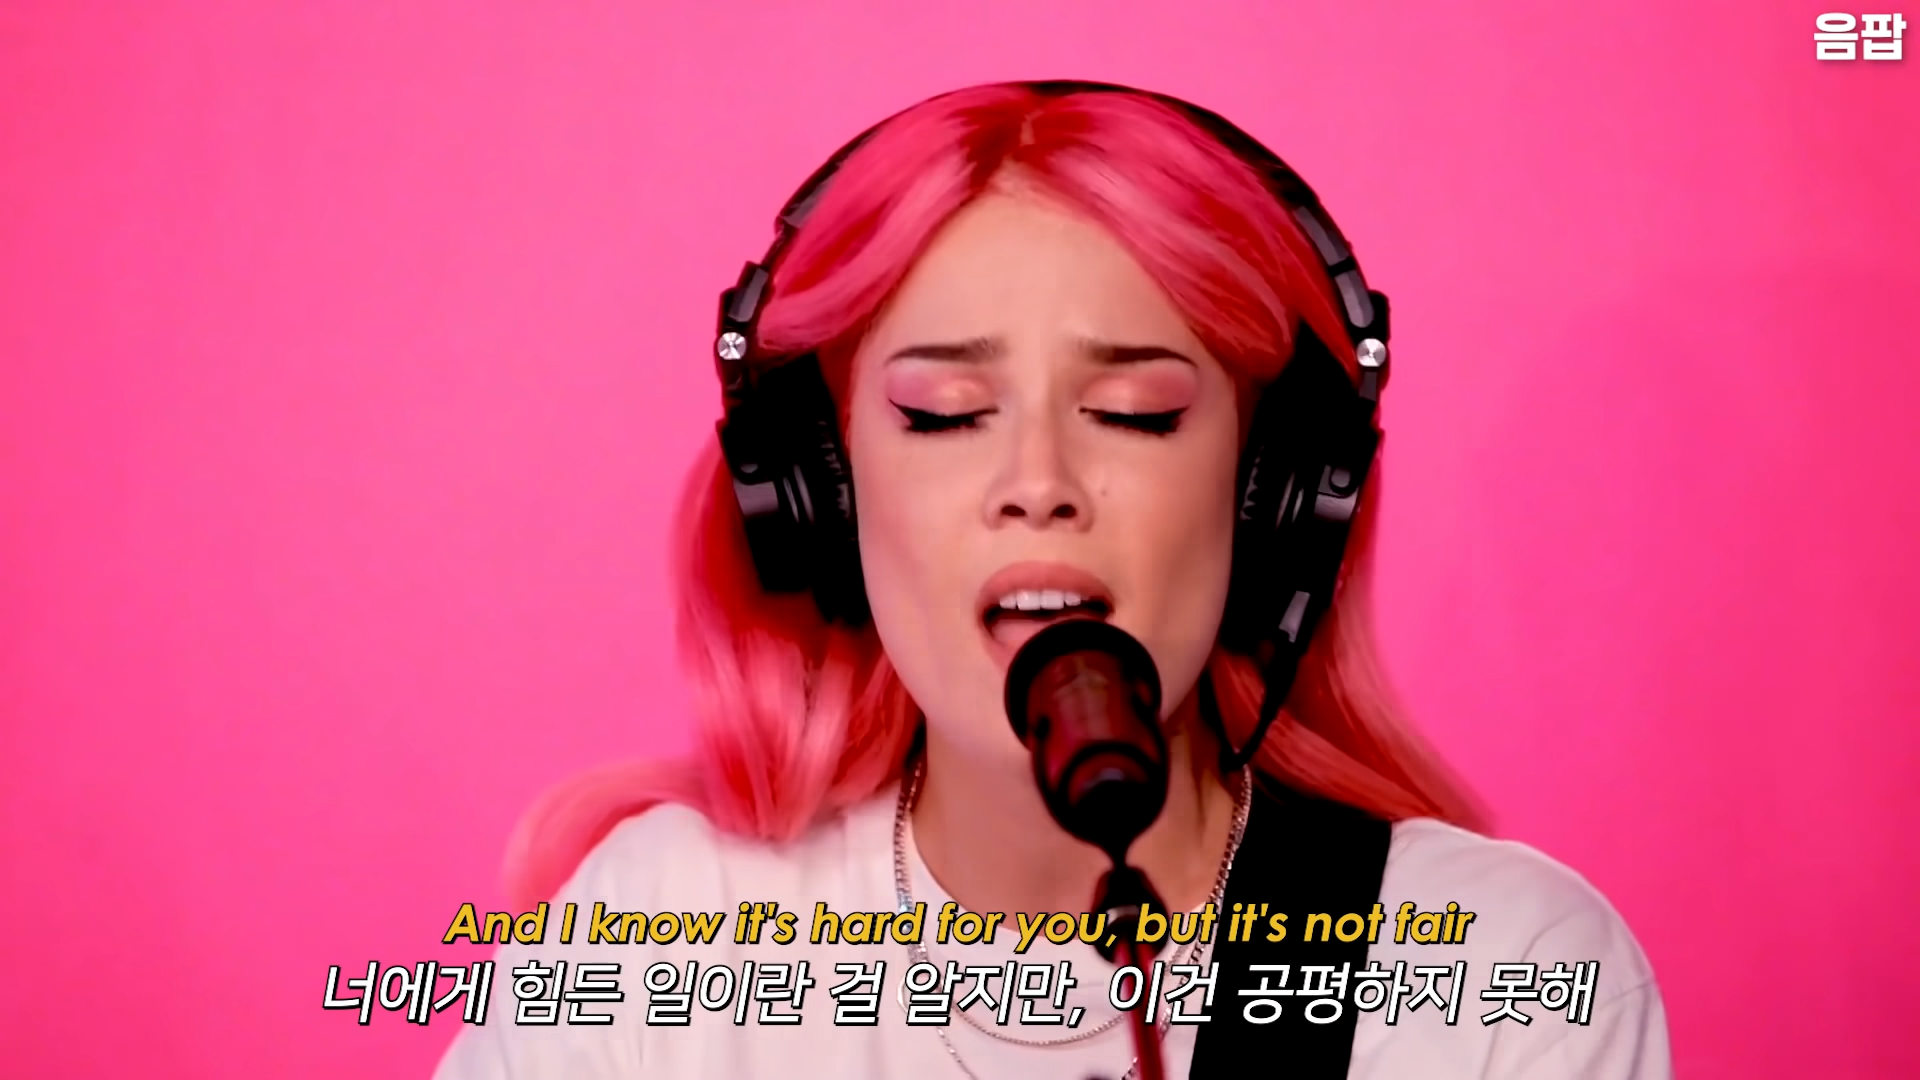 음팝
And I know it's hard for you, but it's not fair
너에게 힘든 일이란 걸 알지만, 이건 공평하지 못해